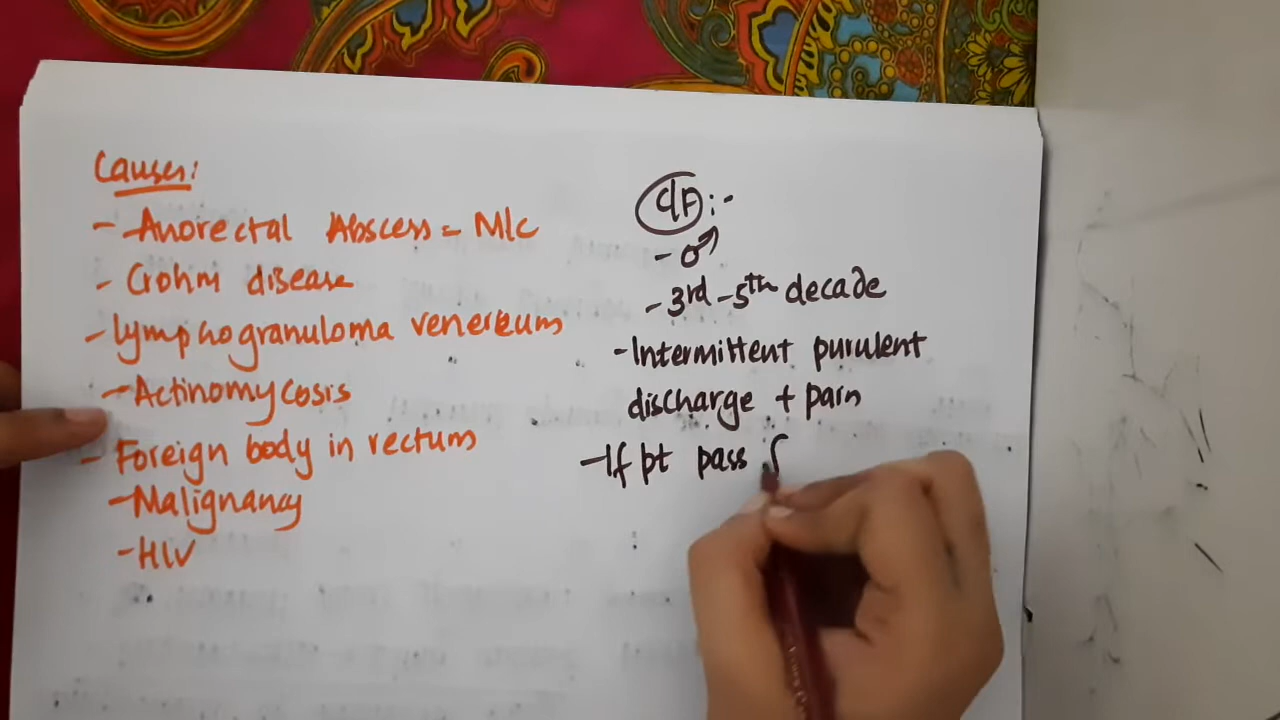 Causes:
- Anorectal Abscess = M/c
- Crohn disease
- lymphogranuloma venereum
- Actinomycosis
- Foreign body in rectum
- Malignancy
- HIV
C/F :-
- ♂
- 3rd - 5th decade
- Intermittent purulent
discharge + pain
- If pt pass